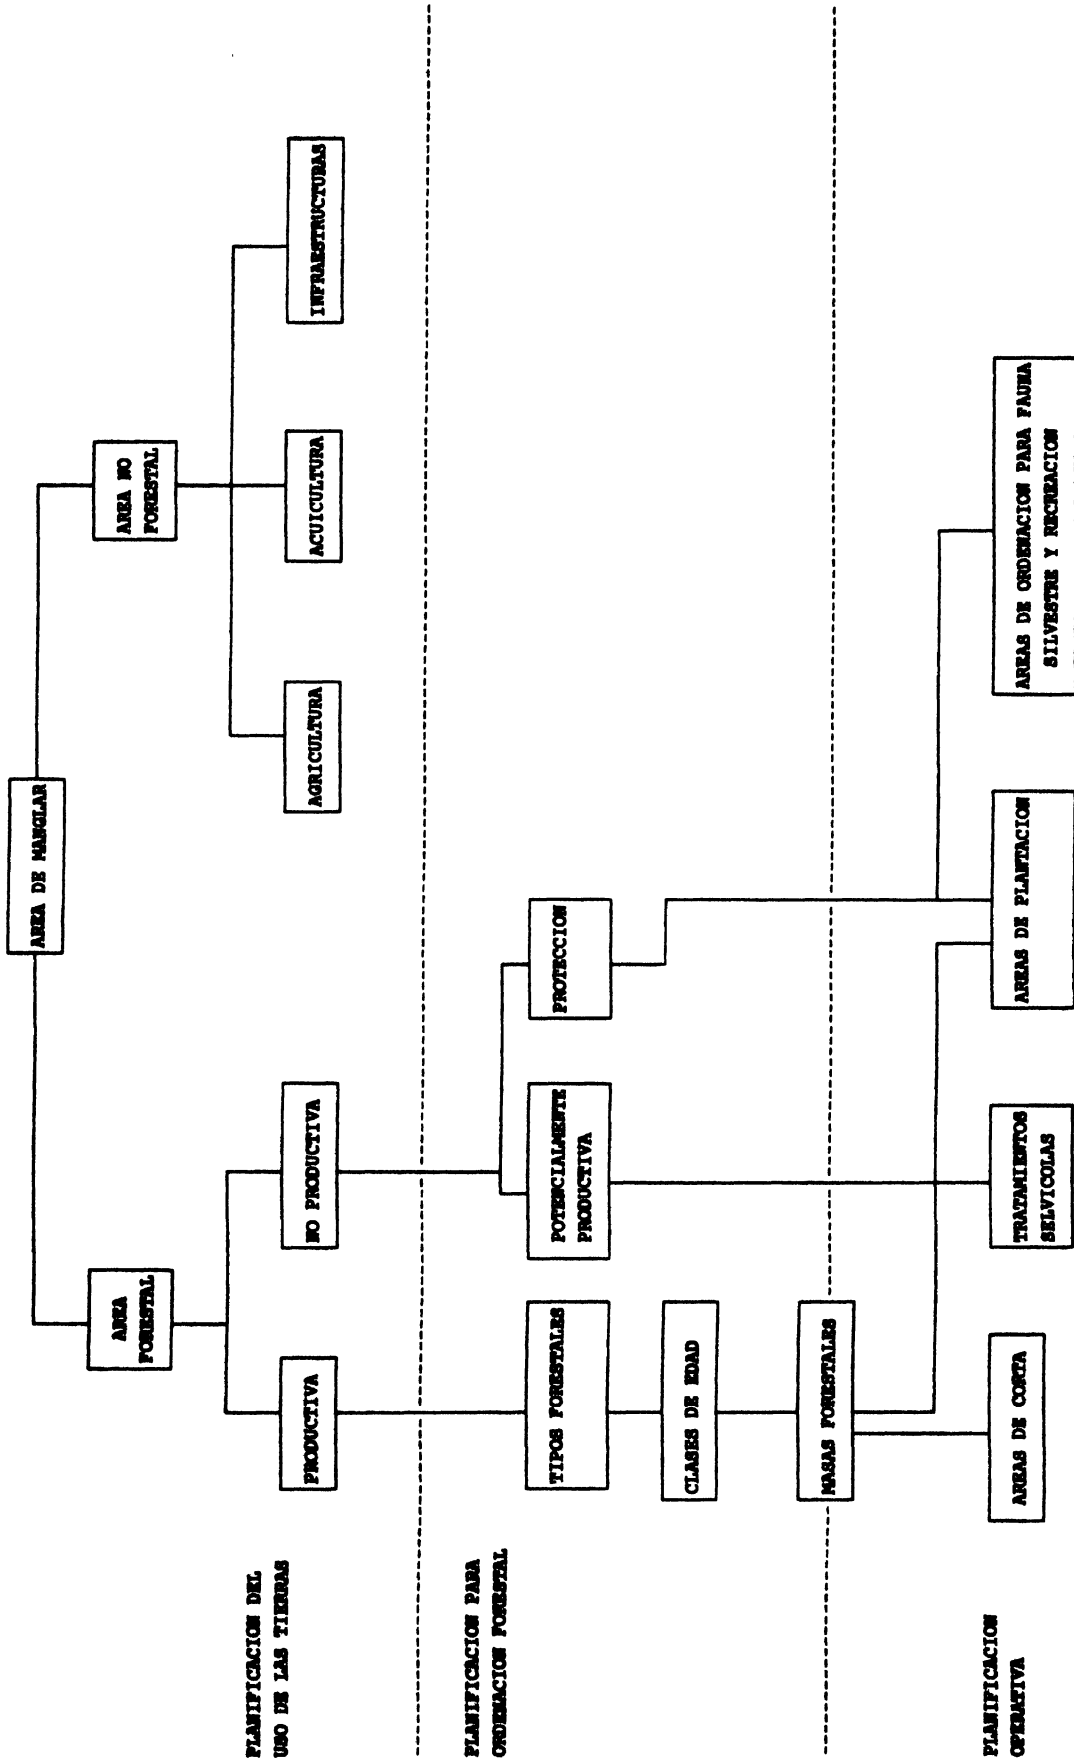 AREA DE MANGLAR
AREA
FORESTAL
AREA NO
FORESTAL
PLANIFICACION DEL
USO DE LAS TIERRAS
PRODUCTIVA
NO PRODUCTIVA
AGRICULTURA
ACUICULTURA
INFRAESTRUCTURAS
PLANIFICACION PARA
ORDENACION FORESTAL
TIPOS FORESTALES
POTENCIALMENTE
PRODUCTIVA
PROTECCION
CLASES DE EDAD
MASAS FORESTALES
PLANIFICACION
OPERATIVA
AREAS DE CORTA
TRATAMIENTOS
SELVICOLAS
AREAS DE PLANTACION
AREAS DE ORDENACION PARA FAUNA
SILVESTRE Y RECREACION